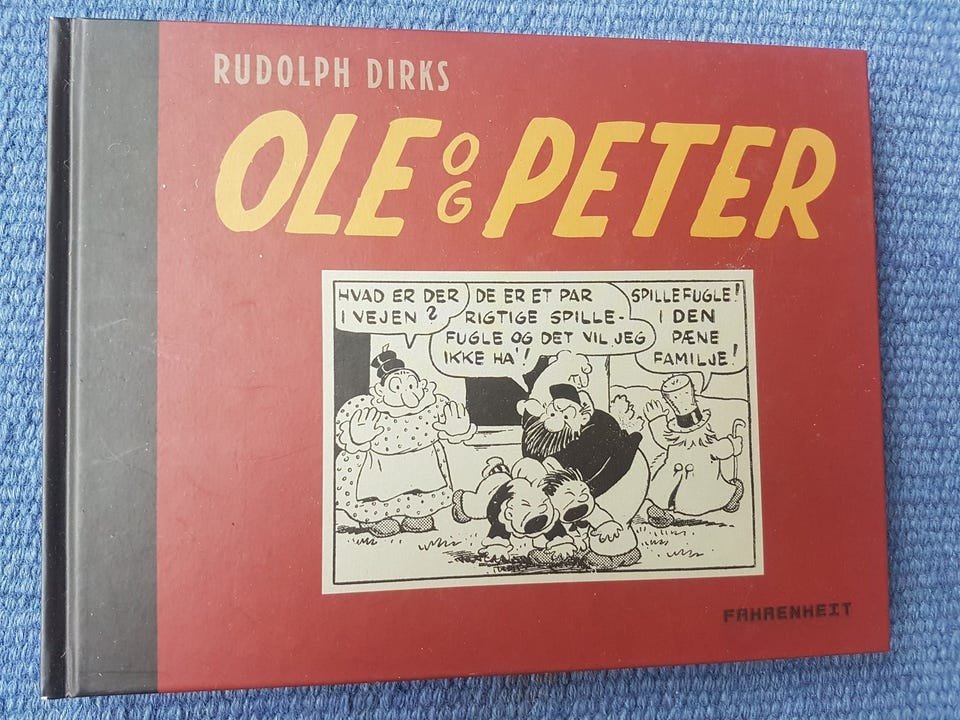 RUDOLPH DIRKS
OLE OG PETER
HVAD ER DER
I VEJEN?
DE ER ET PAR
RIGTIGE SPILLE-
FUGLE OG DET VIL JEG
IKKE HA'!
SPILLEFUGLE!
I DEN
PÆNE
FAMILJE!
FAHRENHEIT